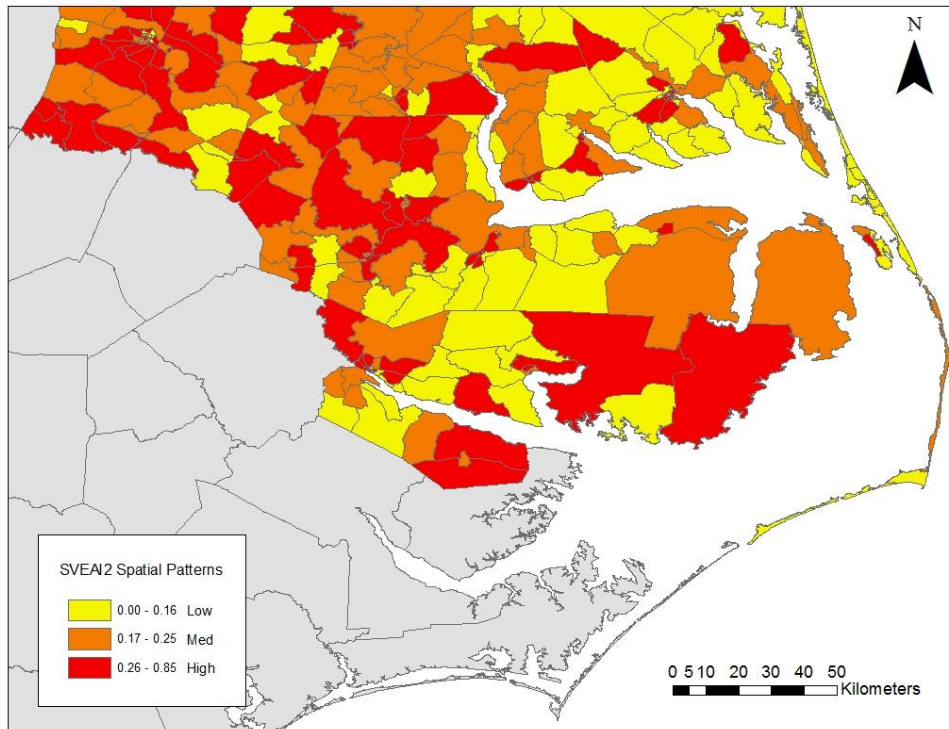 N
SVEAI2 Spatial Patterns
0.00 - 0.16 Low
0.17 - 0.25 Med
0.26 - 0.85 High
0 5 10 20 30 40 50
Kilometers